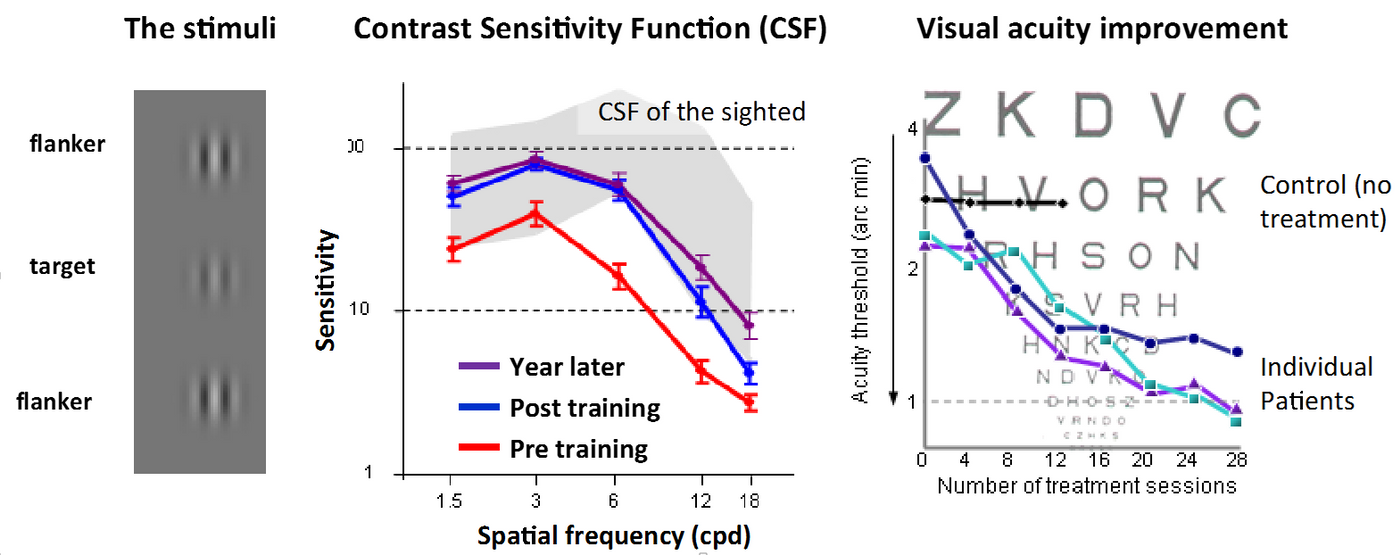 The stimuli
flanker
target
flanker
Contrast Sensitivity Function (CSF)
CSF of the sighted
00
10
1
Sensitivity
Year later
Post training
Pre training
1.5 3 6 12 18
Spatial frequency (cpd)
Visual acuity improvement
Z K D V C
H V O R K
R H S O N
K S V R H
H N K C D
N D V K
D H O S Z
V R N D O
C Z H K S
4
2
1
Acuity threshold (arc min)
0 4 8 12 16 20 24 28
Number of treatment sessions
Control (no
treatment)
Individual
Patients